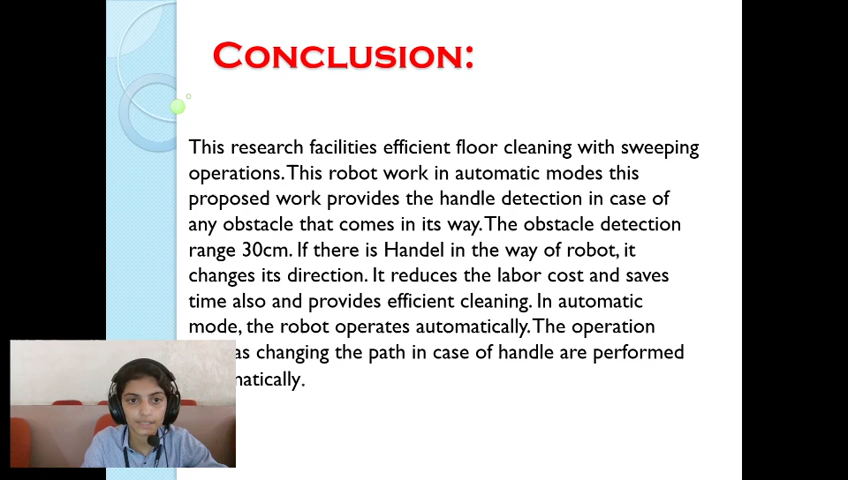 CONCLUSION:
This research facilities efficient floor cleaning with sweeping
operations. This robot work in automatic modes this
proposed work provides the handle detection in case of
any obstacle that comes in its way. The obstacle detection
range 30cm. If there is Handel in the way of robot, it
changes its direction. It reduces the labor cost and saves
time also and provides efficient cleaning. In automatic
mode, the robot operates automatically. The operation
as changing the path in case of handle are performed